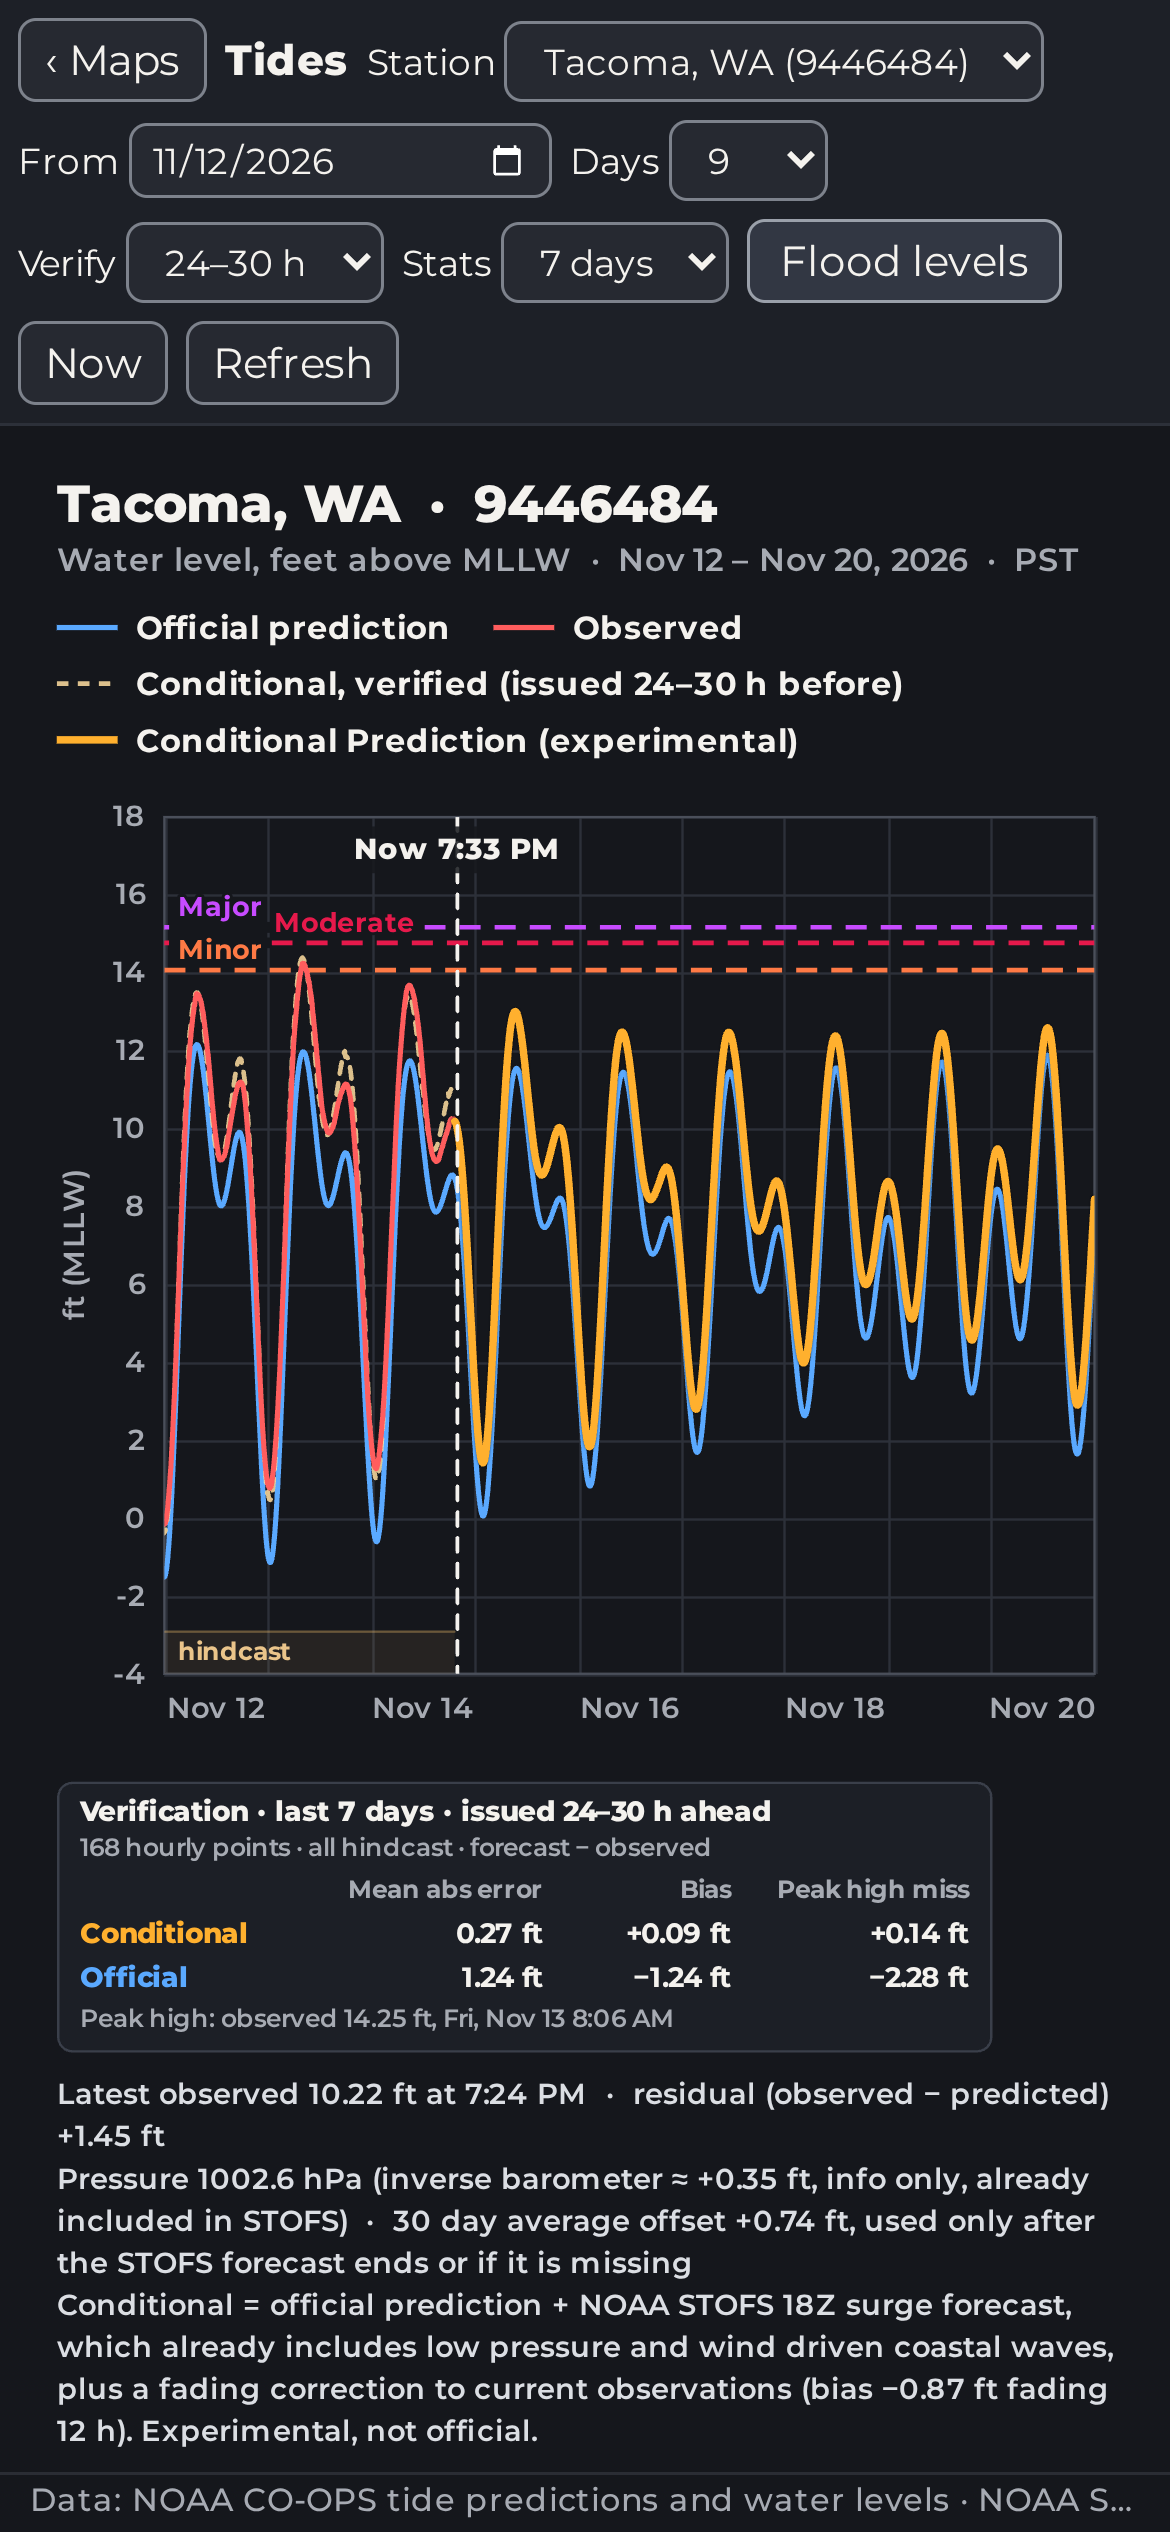 ‹ Maps Tides Station Tacoma, WA (9446484)
From 11/12/2026 Days 9
Verify 24–30 h Stats 7 days Flood levels
Now Refresh
Tacoma, WA · 9446484
Water level, feet above MLLW · Nov 12 – Nov 20, 2026 · PST
Official prediction Observed
Conditional, verified (issued 24–30 h before)
Conditional Prediction (experimental)
18
Now 7:33 PM
16
Major
Moderate
Minor
14
12
10
8
ft (MLLW)
6
4
2
0
-2
hindcast
-4
Nov 12 Nov 14 Nov 16 Nov 18 Nov 20
Verification · last 7 days · issued 24–30 h ahead
168 hourly points · all hindcast · forecast − observed
Mean abs error Bias Peak high miss
Conditional 0.27 ft +0.09 ft +0.14 ft
Official 1.24 ft −1.24 ft −2.28 ft
Peak high: observed 14.25 ft, Fri, Nov 13 8:06 AM
Latest observed 10.22 ft at 7:24 PM · residual (observed − predicted)
+1.45 ft
Pressure 1002.6 hPa (inverse barometer ≈ +0.35 ft, info only, already
included in STOFS) · 30 day average offset +0.74 ft, used only after
the STOFS forecast ends or if it is missing
Conditional = official prediction + NOAA STOFS 18Z surge forecast,
which already includes low pressure and wind driven coastal waves,
plus a fading correction to current observations (bias −0.87 ft fading
12 h). Experimental, not official.
Data: NOAA CO-OPS tide predictions and water levels · NOAA S...